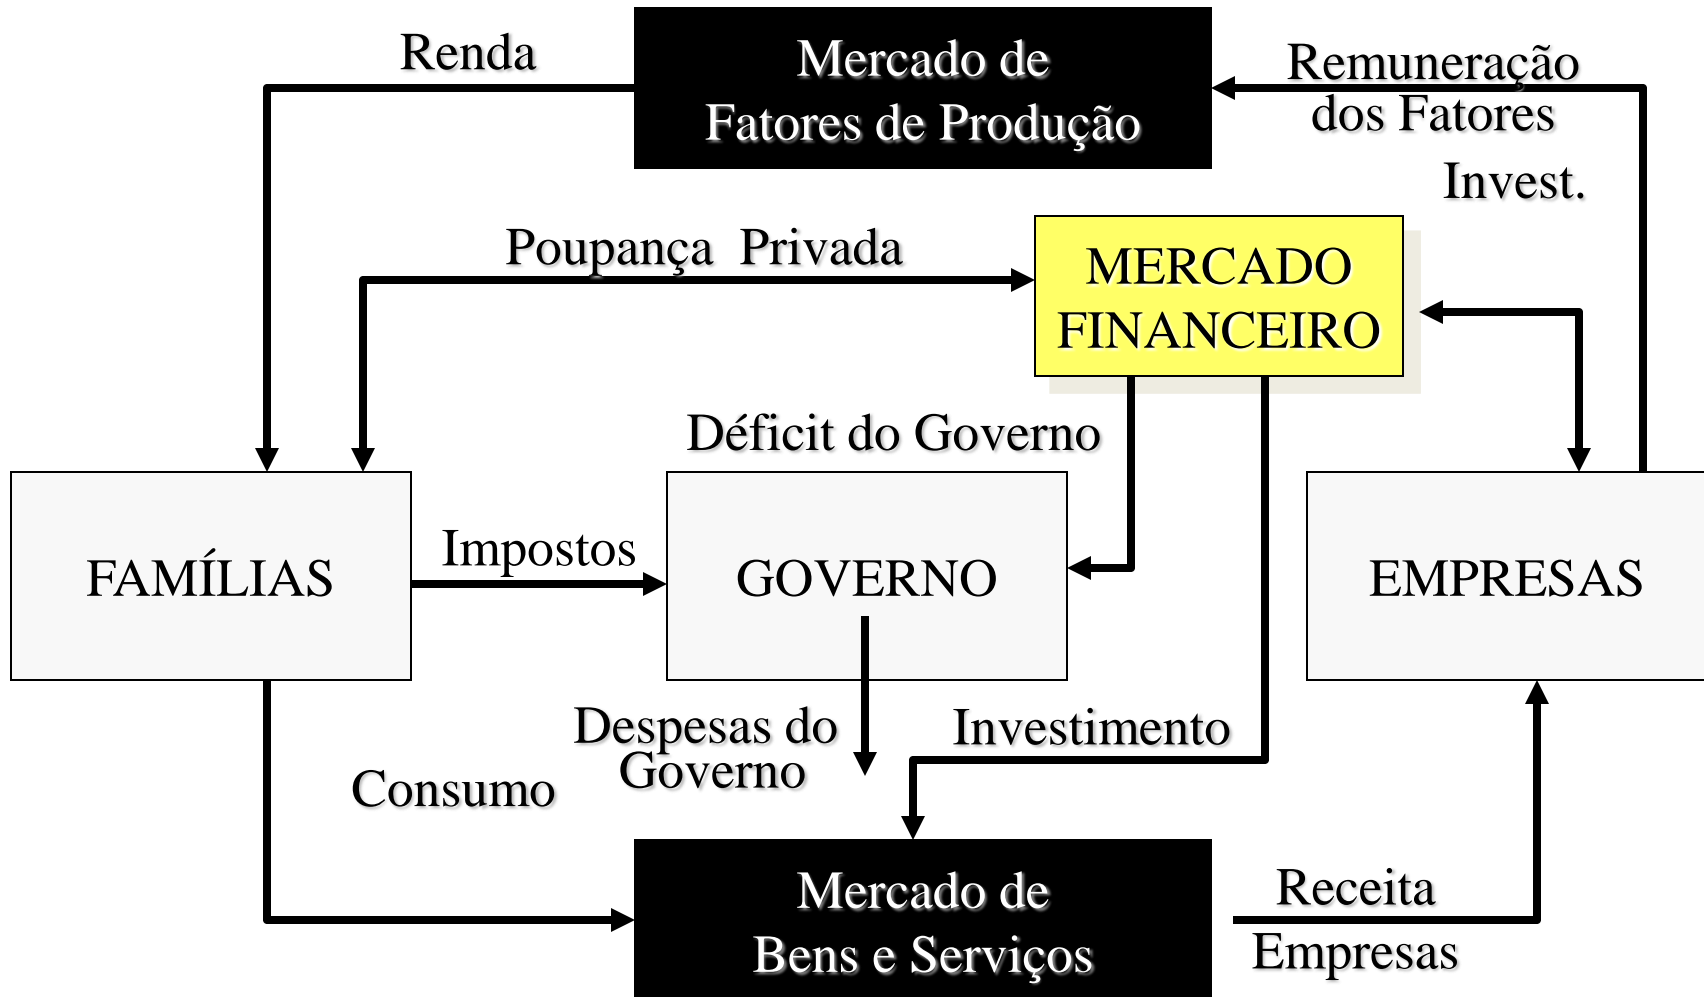 Renda
Mercado de
Fatores de Produção
Remuneração
dos Fatores
Invest.
Poupança  Privada
MERCADO
FINANCEIRO
Déficit do Governo
FAMÍLIAS
Impostos
GOVERNO
EMPRESAS
Despesas do
Governo
Investimento
Consumo
Mercado de
Bens e Serviços
Receita
Empresas